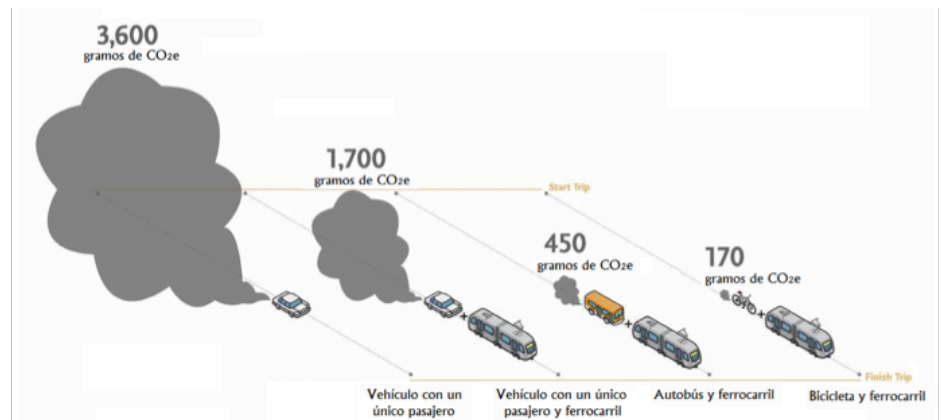 3,600
gramos de CO2e
1,700
gramos de CO2e
Start Trip
450
gramos de CO2e
170
gramos de CO2e
Finish Trip
Vehículo con un
único pasajero
Vehículo con un único
pasajero y ferrocarril
Autobús y ferrocarril
Bicicleta y ferrocarril